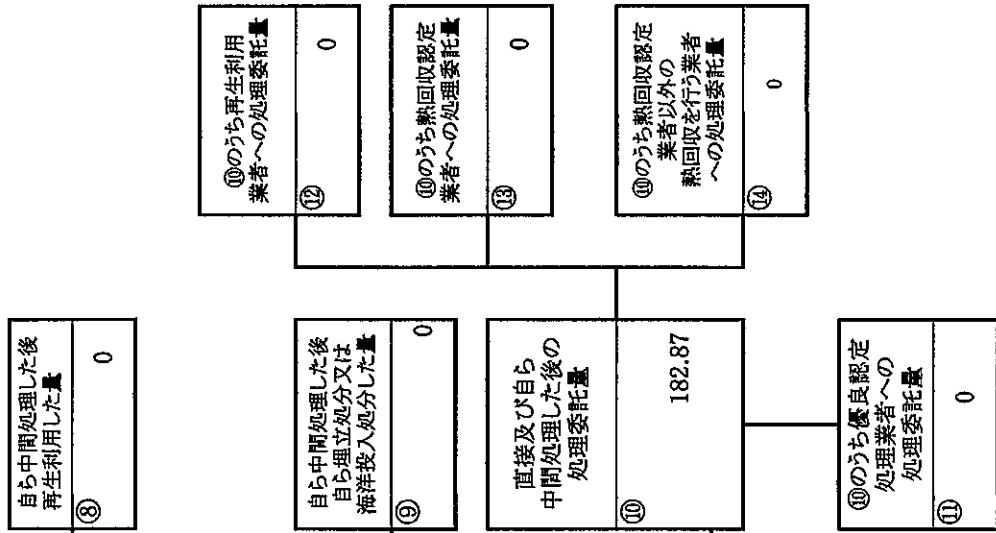 自ら中間処理した後
再生利用した量
⑧
0
自ら中間処理した後
自ら埋立処分又は
海洋投入処分した量
⑨
0
直接及び自ら
中間処理した後の
処理委託量
⑩
182.87
⑩のうち優良認定
処理業者への
処理委託量
⑪
0
⑩のうち再生利用
業者への処理委託量
⑫
0
⑩のうち熱回収認定
業者への処理委託量
⑬
0
⑩のうち熱回収認定
業者以外の
熱回収を行う業者
への処理委託量
⑭
0